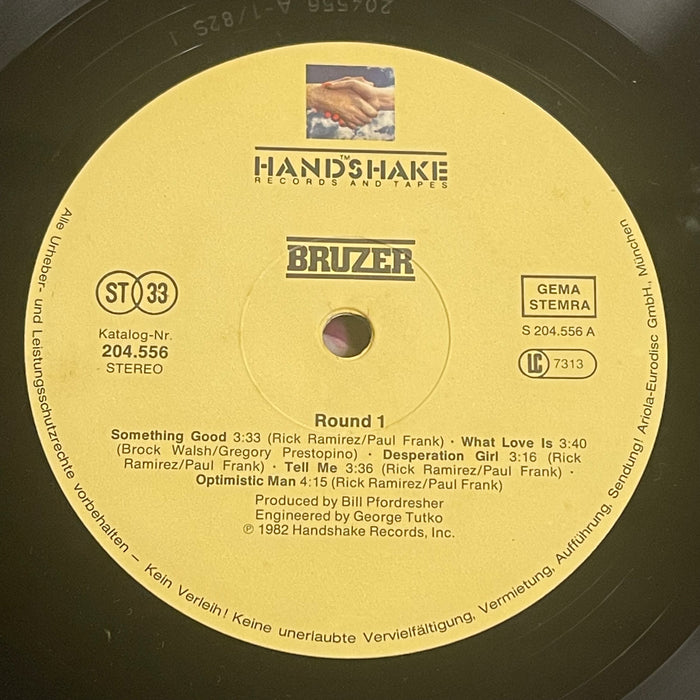 204556 A-1/82S 1
HANDSHAKE™
RECORDS AND TAPES
BRUZER
ST 33
Katalog-Nr.
204.556
STEREO
GEMA
STEMRA
S 204.556 A
LC 7313
Round 1
Something Good 3:33 (Rick Ramirez/Paul Frank) · What Love Is 3:40
(Brock Walsh/Gregory Prestopino) · Desperation Girl 3:16 (Rick
Ramirez/Paul Frank) · Tell Me 3:36 (Rick Ramirez/Paul Frank) ·
Optimistic Man 4:15 (Rick Ramirez/Paul Frank)
Produced by Bill Pfordresher
Engineered by George Tutko
℗ 1982 Handshake Records, Inc.
Alle Urheber- und Leistungsschutzrechte vorbehalten – Kein Verleih! Keine unerlaubte Vervielfältigung, Vermietung, Aufführung, Sendung! Ariola-Eurodisc GmbH., München